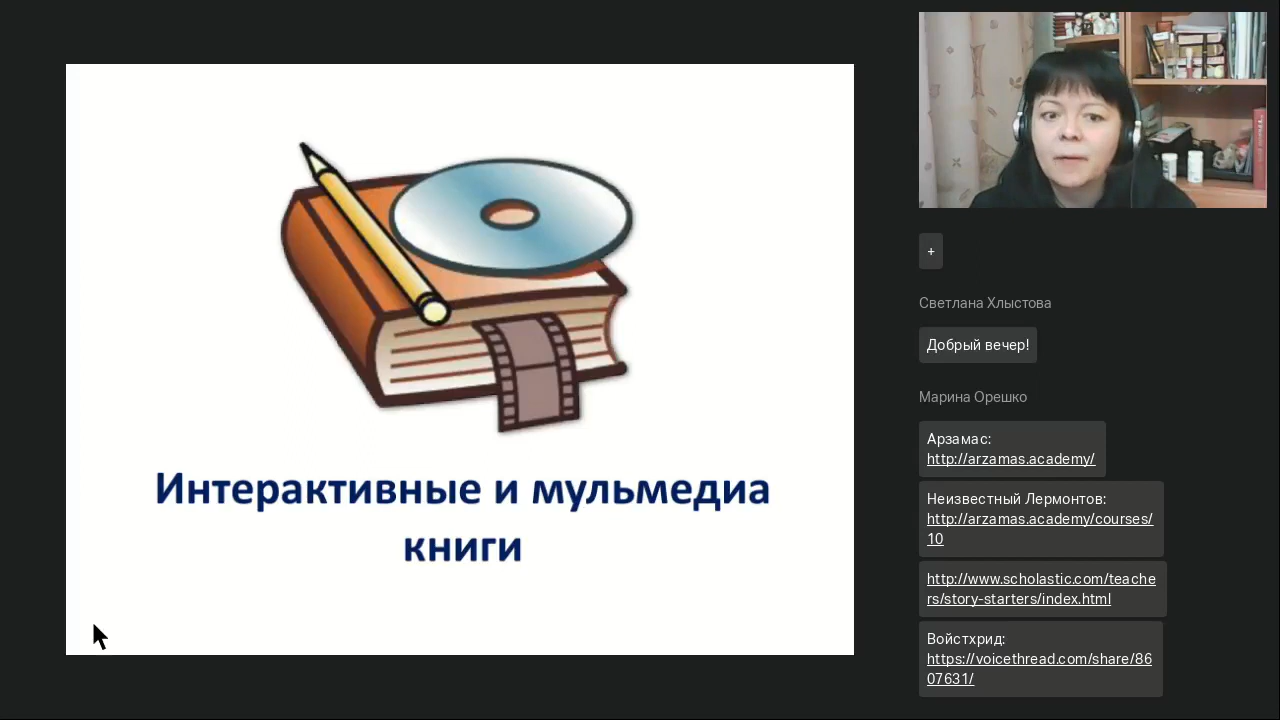 Интерактивные и мульмедиа
книги
+
Светлана Хлыстова
Добрый вечер!
Марина Орешко
Арзамас:
http://arzamas.academy/
Неизвестный Лермонтов:
http://arzamas.academy/courses/
10
http://www.scholastic.com/teache
rs/story-starters/index.html
Войстхрид:
https://voicethread.com/share/86
07631/